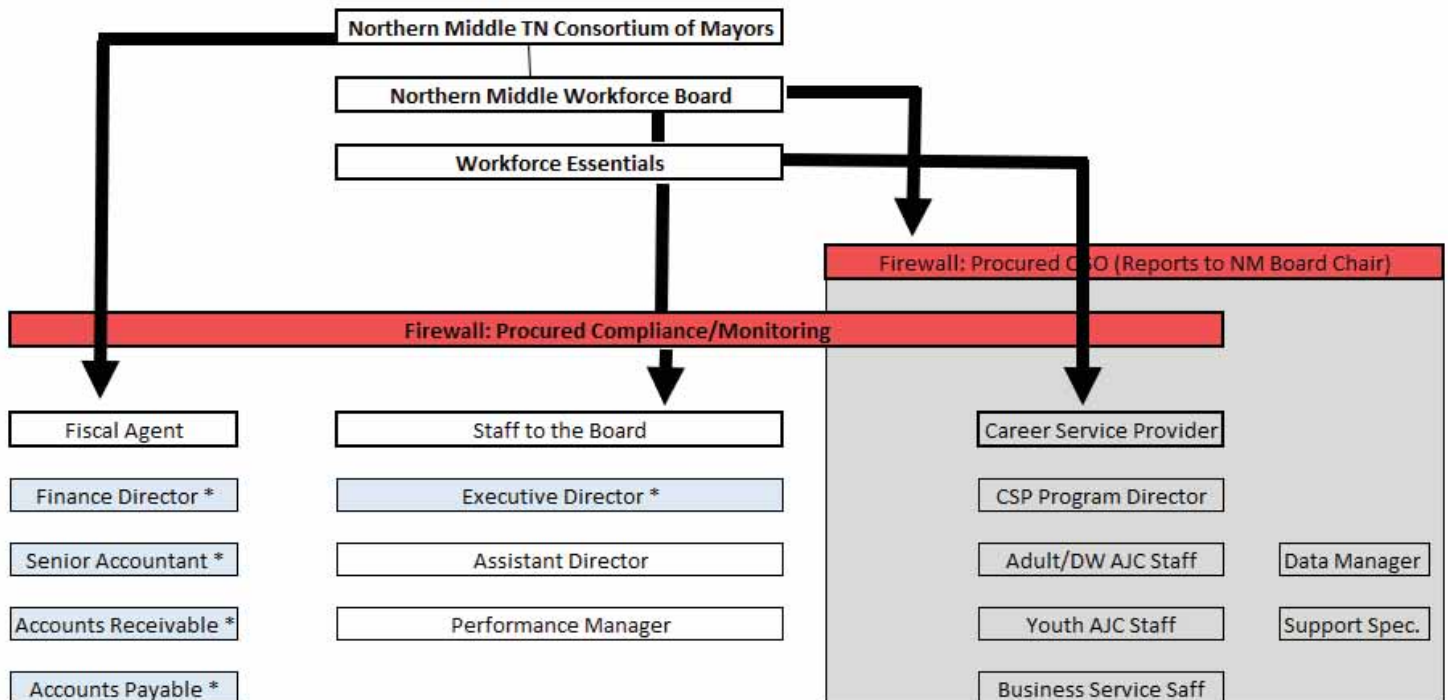 Northern Middle TN Consortium of Mayors
Northern Middle Workforce Board
Workforce Essentials
Firewall: Procured CSO (Reports to NM Board Chair)
Firewall: Procured Compliance/Monitoring
Fiscal Agent
Staff to the Board
Career Service Provider
Finance Director *
Executive Director *
CSP Program Director
Senior Accountant *
Assistant Director
Adult/DW AJC Staff
Data Manager
Accounts Receivable *
Performance Manager
Youth AJC Staff
Support Spec.
Accounts Payable *
Business Service Saff